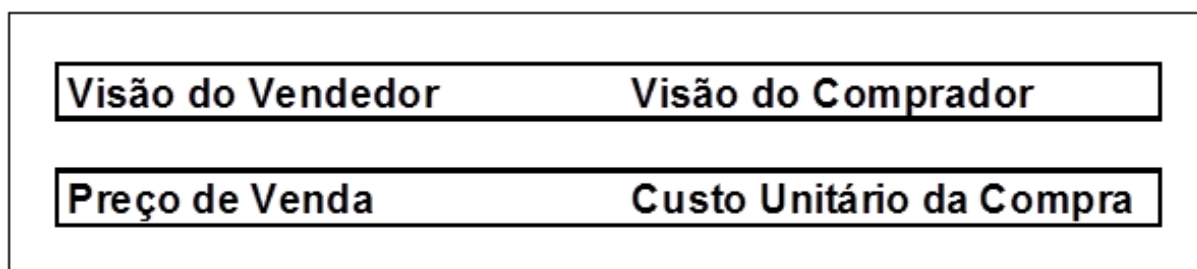 Visão do Vendedor Visão do Comprador
Preço de Venda Custo Unitário da Compra